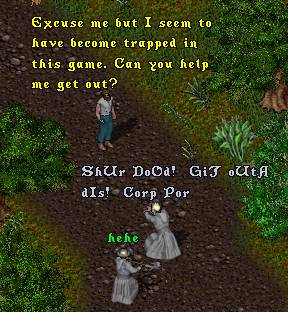 Excuse me but I seem to
have become trapped in
this game. Can you help
me get out?
ShUr DoOd! GiT oUtA
dIs! Corp Por
hehe